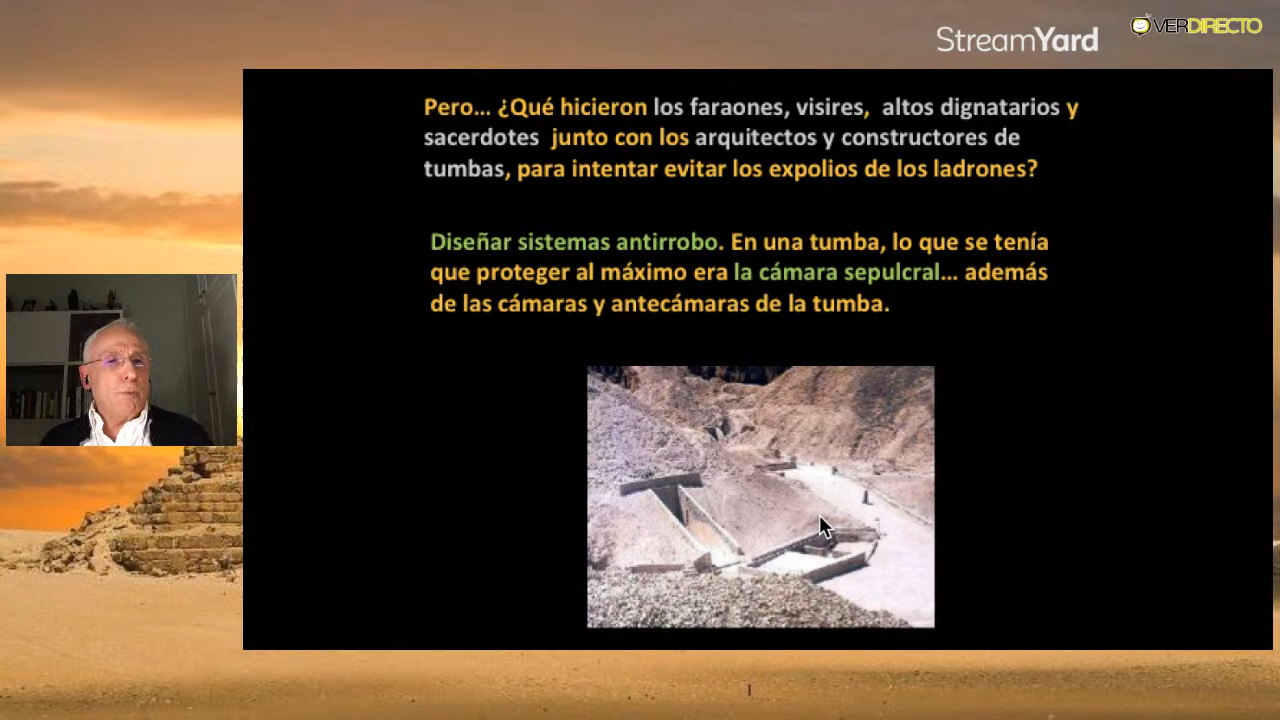 StreamYard
OVERDIRECTO
Pero... ¿Qué hicieron los faraones, visires, altos dignatarios y
sacerdotes junto con los arquitectos y constructores de
tumbas, para intentar evitar los expolios de los ladrones?
Diseñar sistemas antirrobo. En una tumba, lo que se tenía
que proteger al máximo era la cámara sepulcral... además
de las cámaras y antecámaras de la tumba.